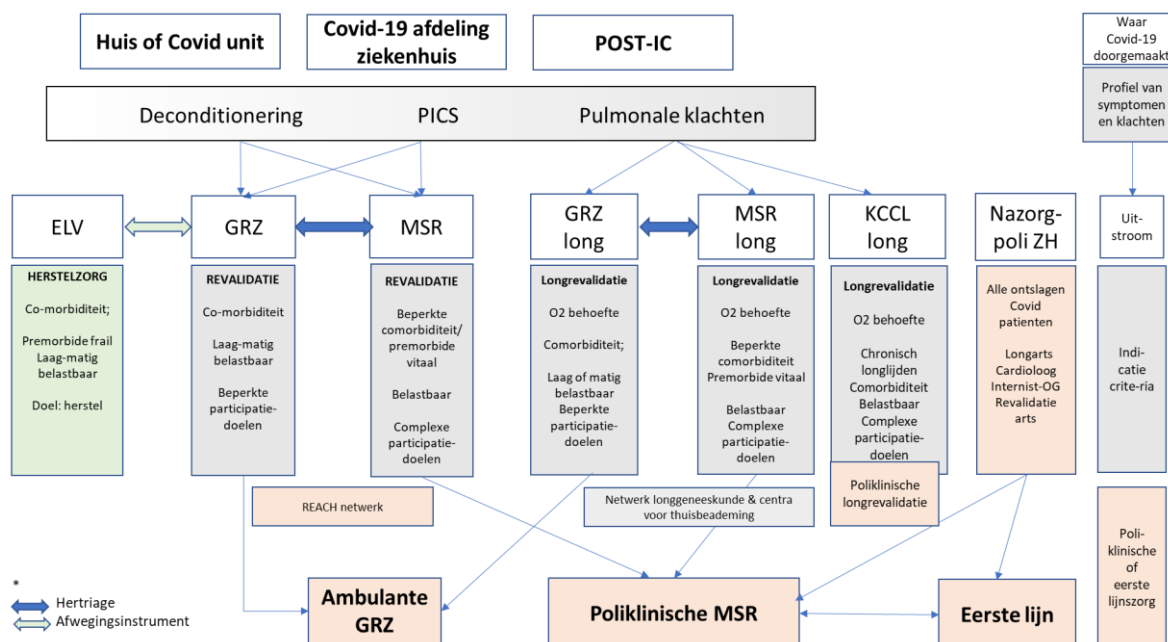 Huis of Covid unit
Covid-19 afdeling
ziekenhuis
POST-IC
Waar
Covid-19
doorgemaakt
Deconditionering
PICS
Pulmonale klachten
Profiel van
symptomen
en klachten
ELV
GRZ
MSR
GRZ
long
MSR
long
KCCL
long
Nazorg-
poli ZH
Uit-
stroom
HERSTELZORG
Co-morbiditeit;
Premorbide frail
Laag-matig
belastbaar
Doel: herstel
REVALIDATIE
Co-morbiditeit
Laag-matig
belastbaar
Beperkte
participatie-
doelen
REVALIDATIE
Beperkte
comorbiditeit/
premorbide
vitaal
Belastbaar
Complexe
participatie-
doelen
Longrevalidatie
O2 behoefte
Comorbiditeit;
Laag of matig
belastbaar
Beperkte
participatie-
doelen
Longrevalidatie
O2 behoefte
Beperkte
comorbiditeit
Premorbide vitaal
Belastbaar
Complexe
participatie-
doelen
Longrevalidatie
O2 behoefte
Chronisch
longlijden
Comorbiditeit
Belastbaar
Complexe
participatie-
doelen
Alle ontslagen
Covid
patienten
Longarts
Cardioloog
Internist-OG
Revalidatie
arts
Indi-
catie
crite-ria
REACH netwerk
Netwerk longgeneeskunde & centra
voor thuisbeademing
Poliklinische
longrevalidatie
Poli-
klinische
of
eerste
lijnszorg
*
Hertriage
Afwegingsinstrument
Ambulante
GRZ
Poliklinische MSR
Eerste lijn